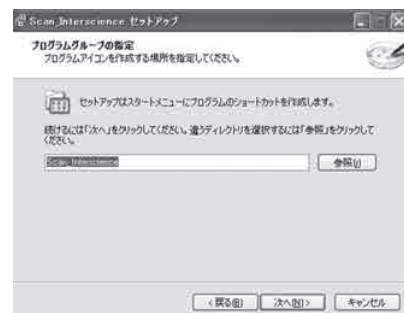 Scan Interscience セットアップ
プログラムグループの指定
プログラムアイコンを作成する場所を指定してください。
セットアップはスタートメニューにプログラムのショートカットを作成します。
続けるには「次へ」をクリックしてください。違うディレクトリを選択するには「参照」をクリックして
ください。
Scan Interscience
参照(r)
< 戻る(B)
次へ(N) >
キャンセル